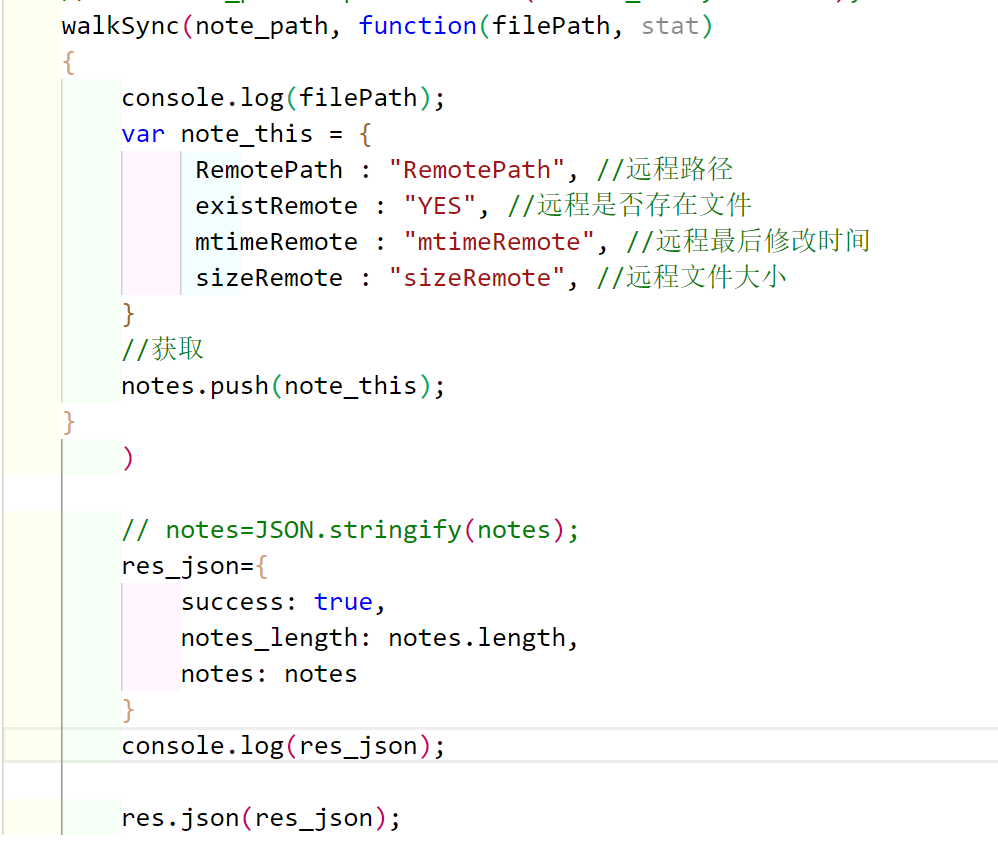 walkSync(note_path, function(filePath, stat)
{
console.log(filePath);
var note_this = {
RemotePath : "RemotePath", //远程路径
existRemote : "YES", //远程是否存在文件
mtimeRemote : "mtimeRemote", //远程最后修改时间
sizeRemote : "sizeRemote", //远程文件大小
}
//获取
notes.push(note_this);
}
)
// notes=JSON.stringify(notes);
res_json={
success: true,
notes_length: notes.length,
notes: notes
}
console.log(res_json);
res.json(res_json);